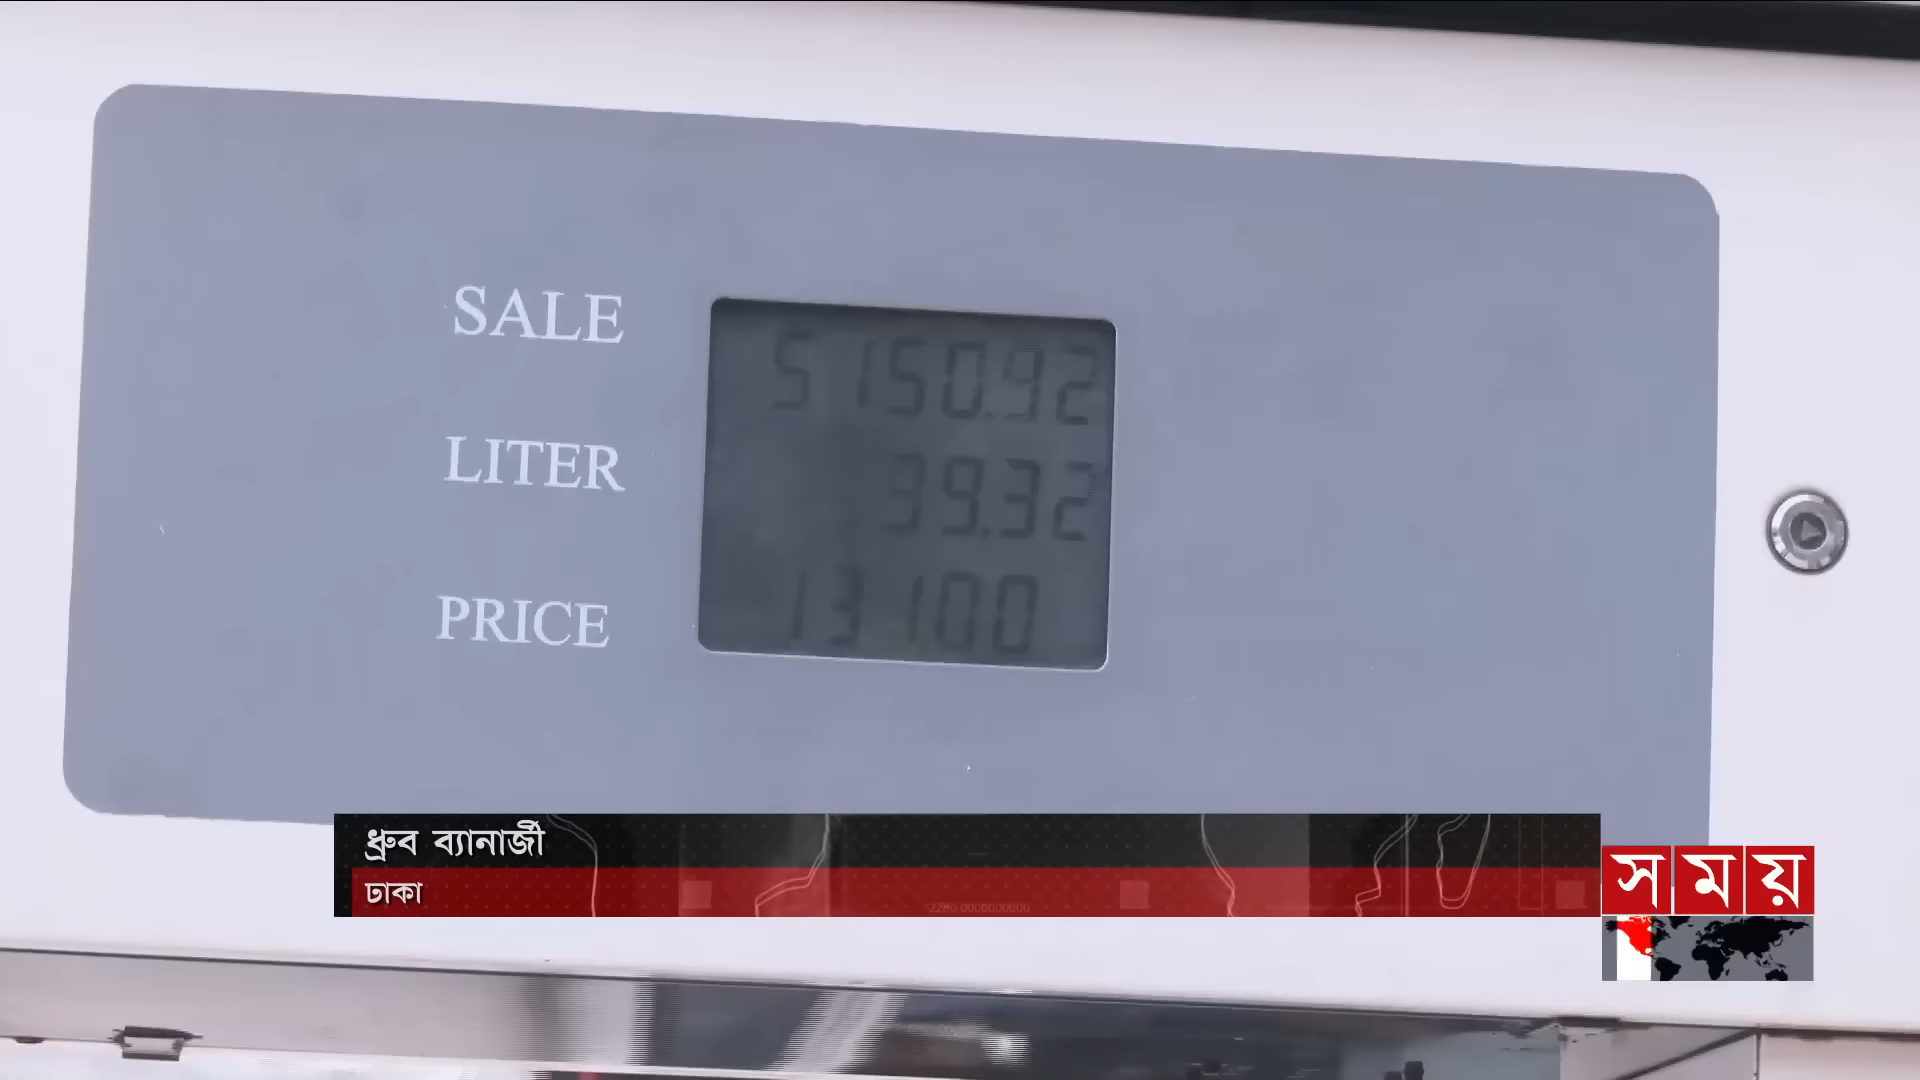 SALE 5150.92
LITER 39.32
PRICE 131.00
ধ্রুব ব্যানার্জী
ঢাকা
সময়